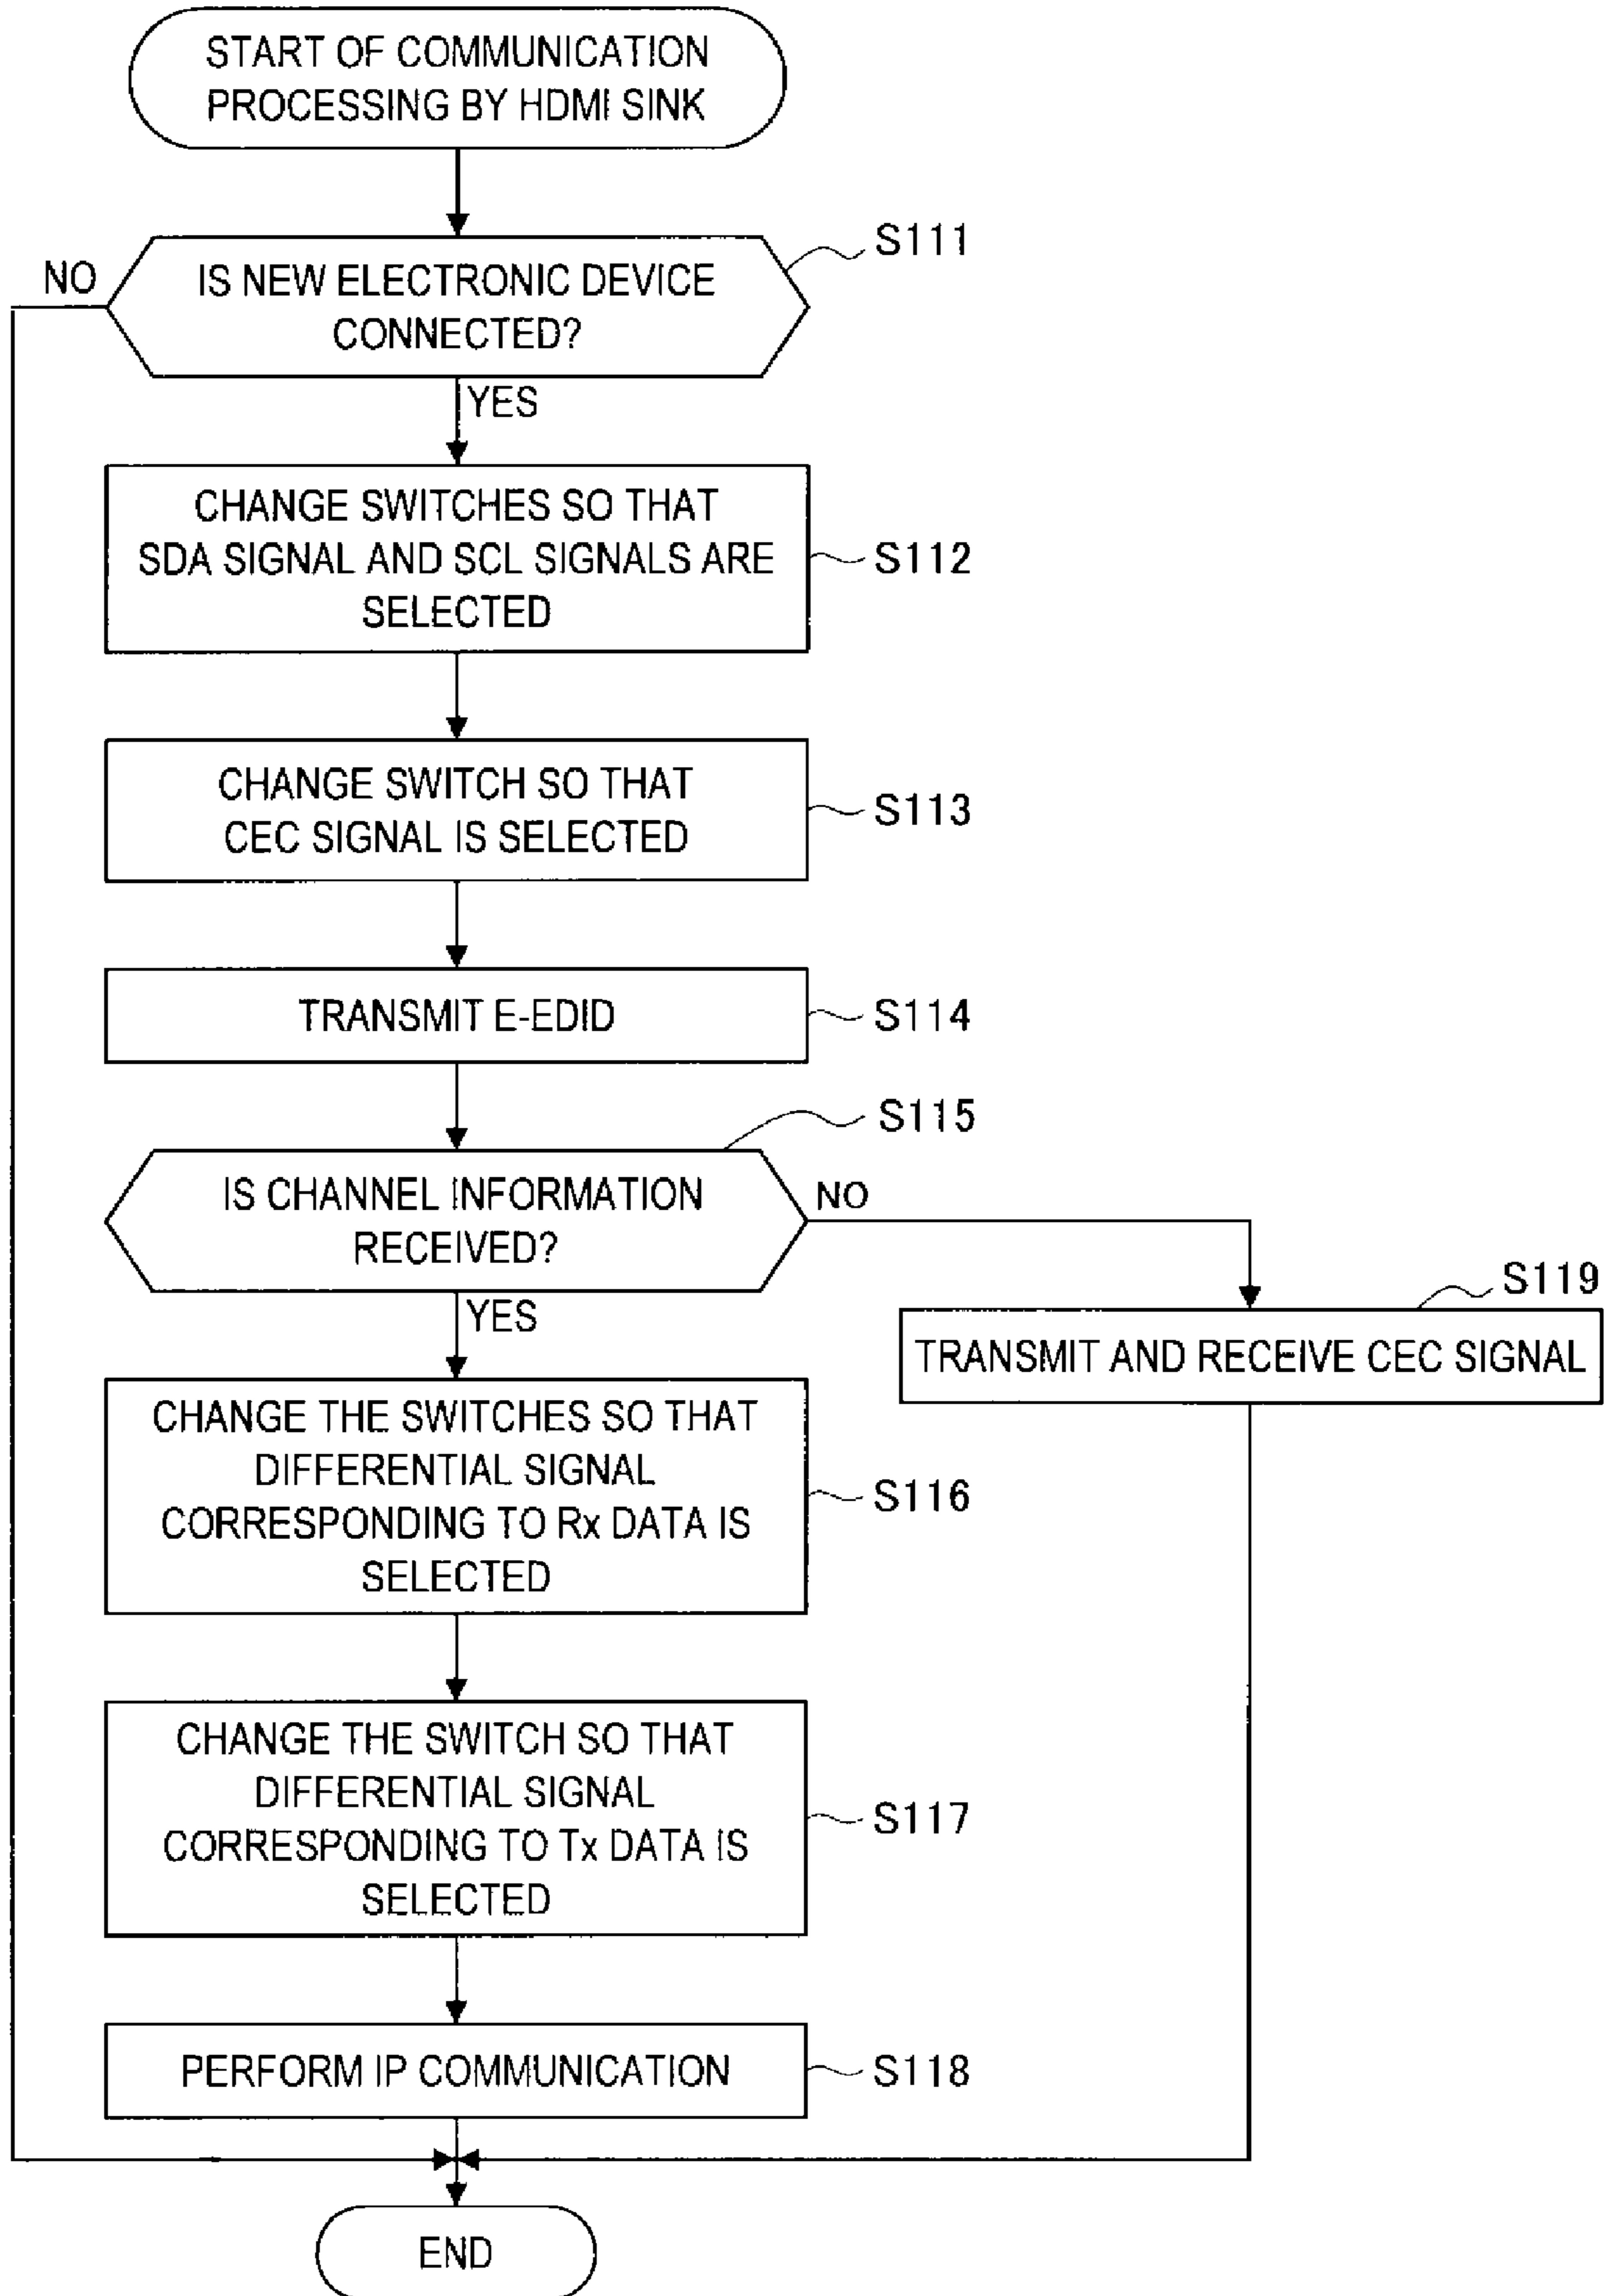 START OF COMMUNICATION
PROCESSING BY HDMI SINK
S111
NO
IS NEW ELECTRONIC DEVICE
CONNECTED?
YES
CHANGE SWITCHES SO THAT
SDA SIGNAL AND SCL SIGNALS ARE
SELECTED
S112
CHANGE SWITCH SO THAT
CEC SIGNAL IS SELECTED
S113
TRANSMIT E-EDID
S114
S115
IS CHANNEL INFORMATION
RECEIVED?
NO
YES
S119
TRANSMIT AND RECEIVE CEC SIGNAL
CHANGE THE SWITCHES SO THAT
DIFFERENTIAL SIGNAL
CORRESPONDING TO Rx DATA IS
SELECTED
S116
CHANGE THE SWITCH SO THAT
DIFFERENTIAL SIGNAL
CORRESPONDING TO Tx DATA IS
SELECTED
S117
PERFORM IP COMMUNICATION
S118
END